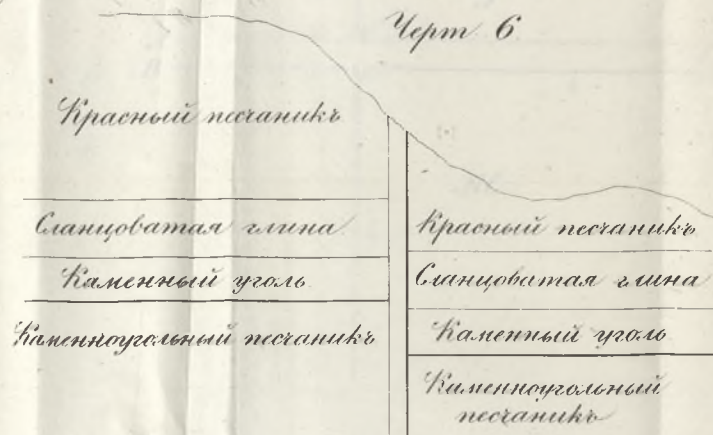 Черт 6
Красный песчаникъ
Сланцоватая глина
Каменный уголь
Каменноугольный песчаникъ
Красный песчаникъ
Сланцоватая глина
Каменный уголь
Каменноугольный
песчаникъ